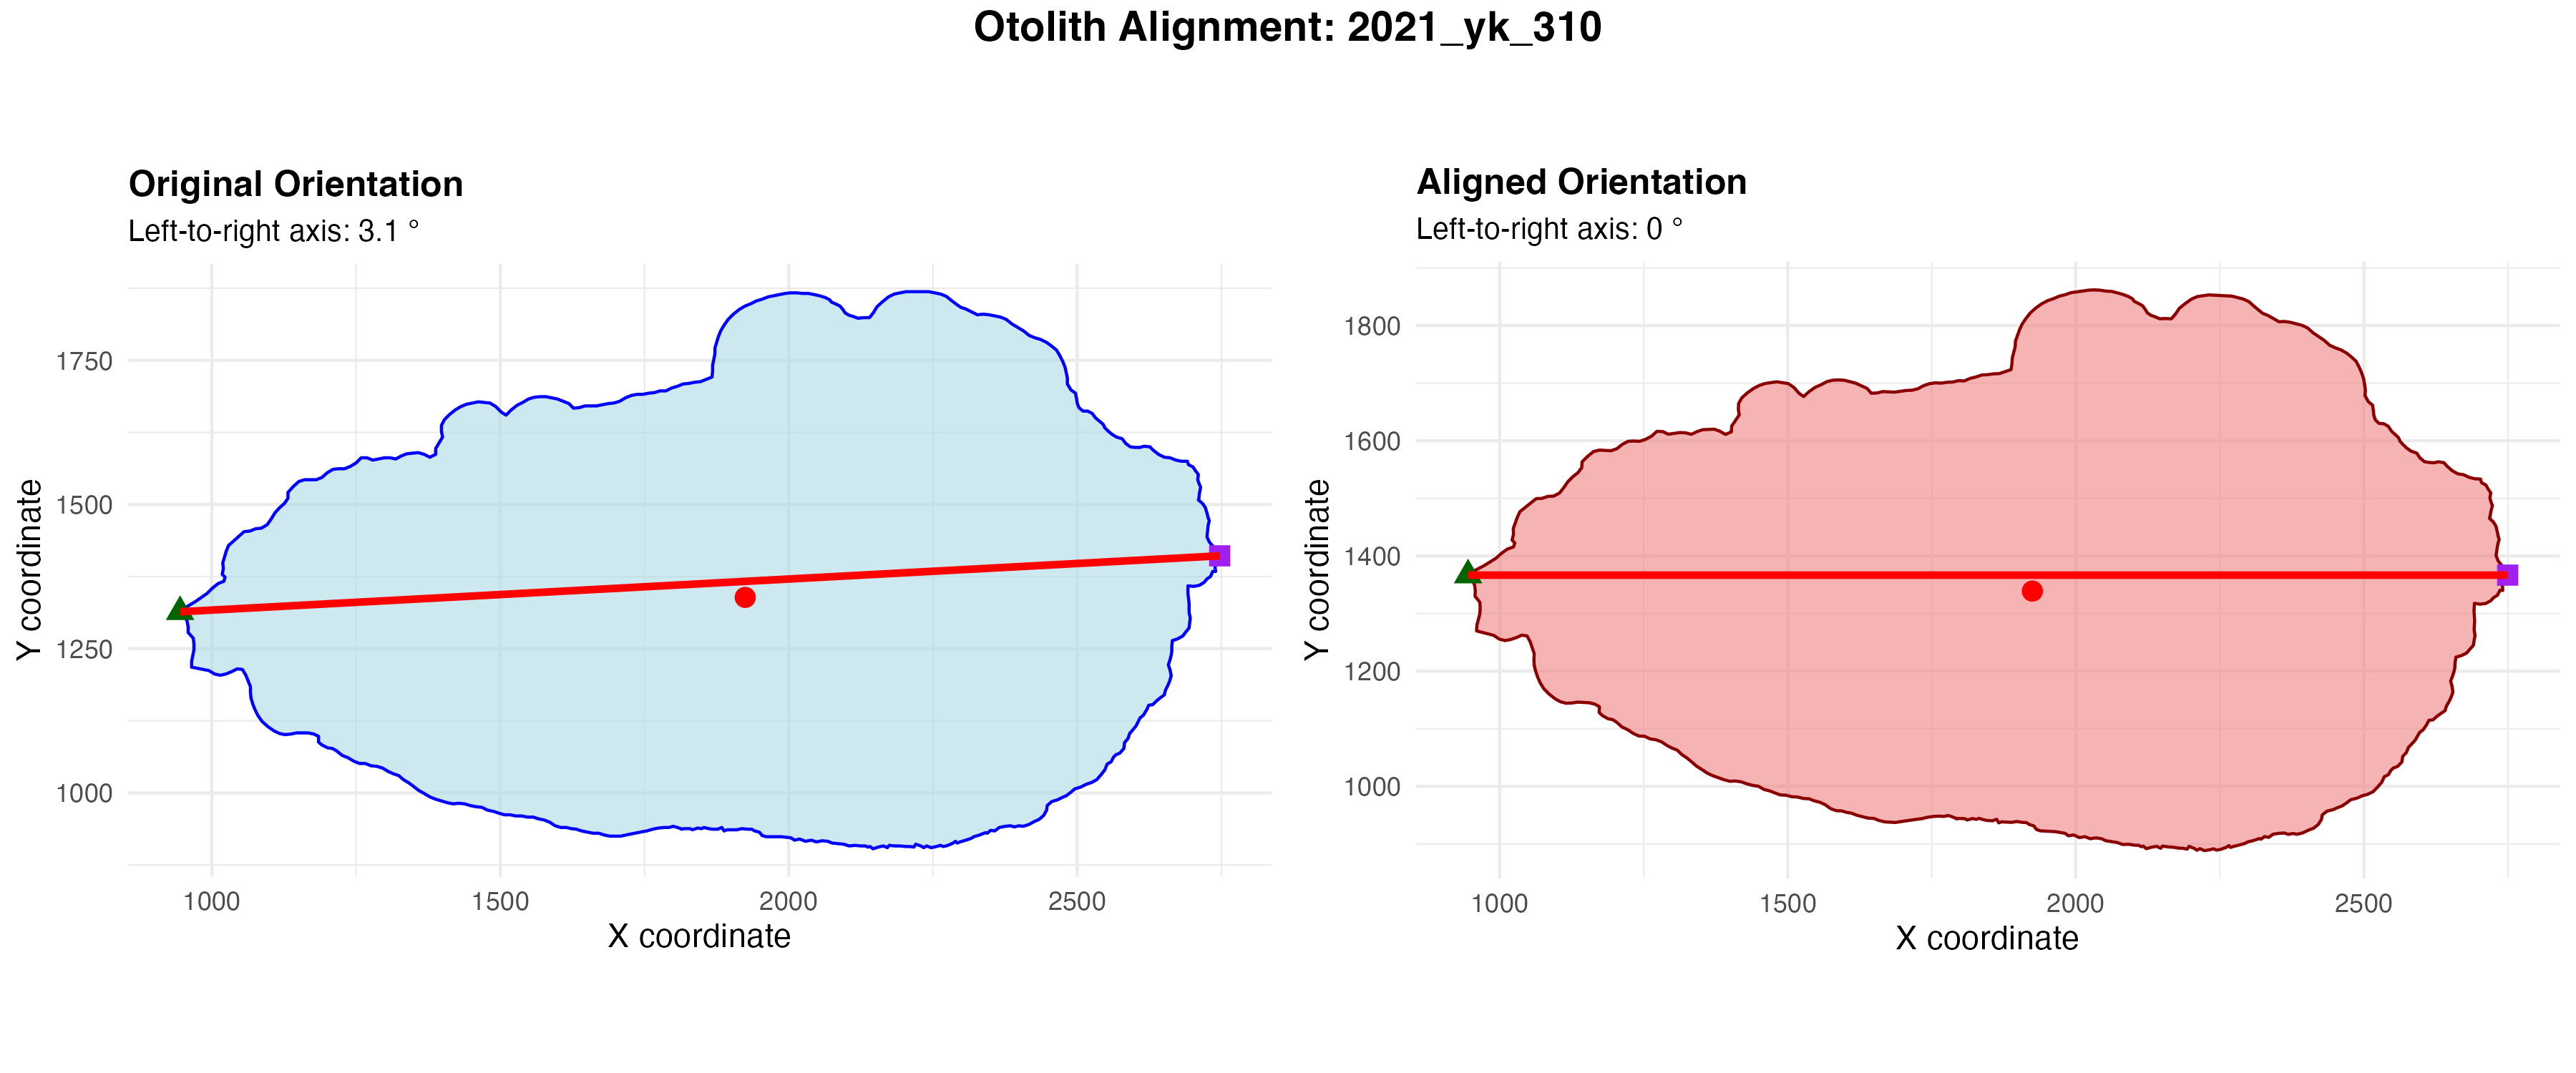 Otolith Alignment: 2021_yk_310
Original Orientation
Left-to-right axis: 3.1 °
Y coordinate
1750
1500
1250
1000
1000 1500 2000 2500
X coordinate
Aligned Orientation
Left-to-right axis: 0 °
Y coordinate
1800
1600
1400
1200
1000
1000 1500 2000 2500
X coordinate